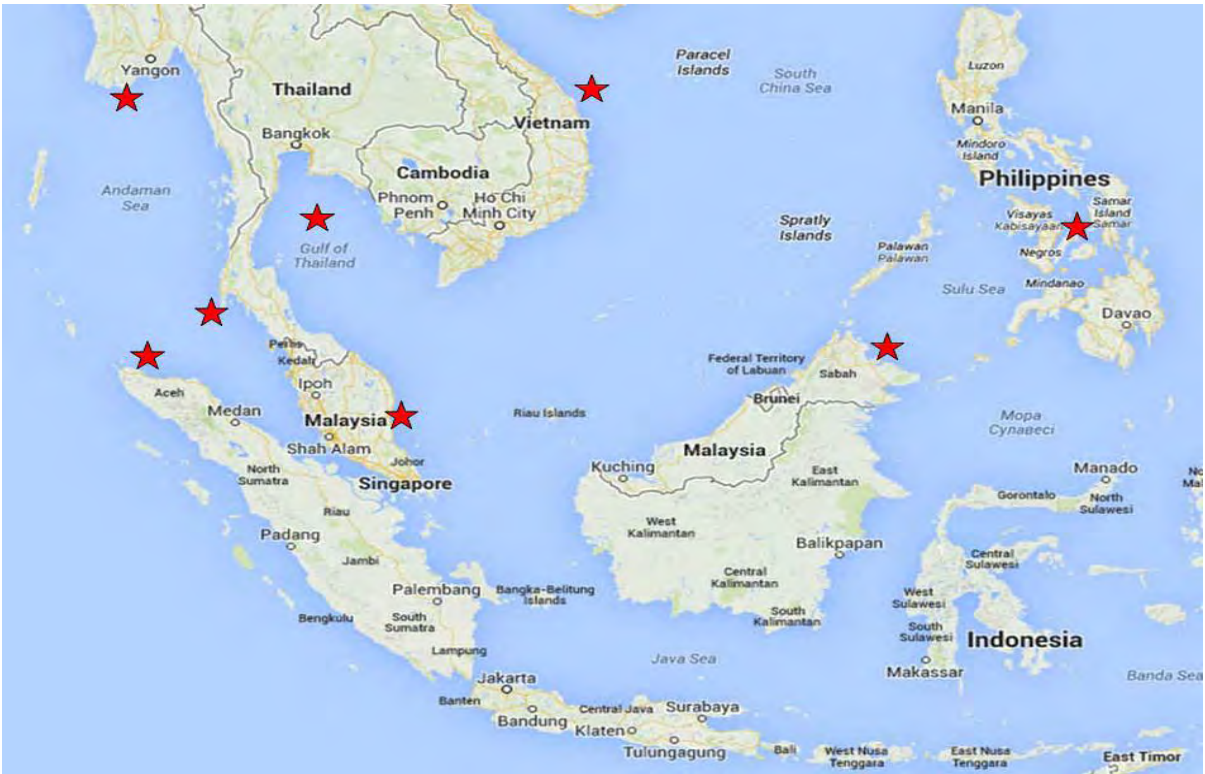 Yangon
Thailand
Bangkok
Andaman
Sea
Gulf of
Thailand
Cambodia
Phnom
Penh
Ho Chi
Minh City
Vietnam
Paracel
Islands
South
China Sea
Luzon
Manila
Mindoro
Island
Philippines
Visayas
Kabisayaan
Samar
Island
Samar
Negros
Spratly
Islands
Palawan
Palawan
Sulu Sea
Mindanao
Davao
Perlis
Kedah
Ipoh
Malaysia
Shah Alam
Johor
Singapore
Aceh
Medan
North
Sumatra
Riau
Padang
Jambi
Palembang
Bengkulu
South
Sumatra
Lampung
Riau Islands
Bangka-Belitung
Islands
Federal Territory
of Labuan
Sabah
Brunei
Malaysia
Kuching
East
Kalimantan
West
Kalimantan
Balikpapan
Central
Kalimantan
South
Kalimantan
Мора
Сулавесі
Manado
Gorontalo
North
Sulawesi
Central
Sulawesi
West
Sulawesi
South
Sulawesi
Makassar
Indonesia
Banda Sea
Java Sea
Jakarta
Banten
Bandung
Central Java
Klaten
Surabaya
Tulungagung
Bali
West Nusa
Tenggara
East Nusa
Tenggara
East Timor